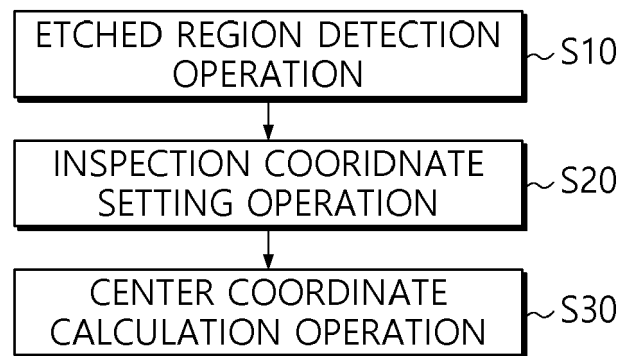 ETCHED REGION DETECTION
OPERATION
S10
INSPECTION COORIDNATE
SETTING OPERATION
S20
CENTER COORDINATE
CALCULATION OPERATION
S30